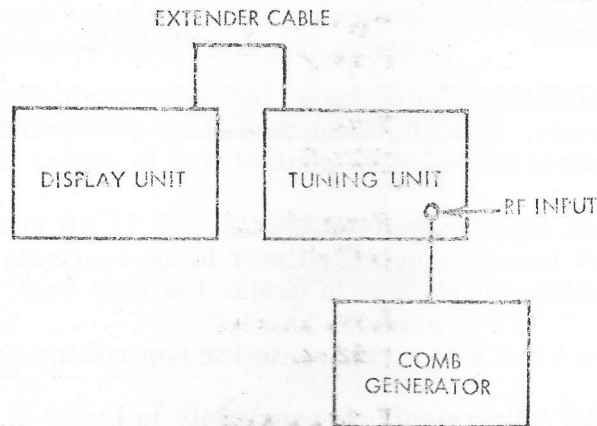 EXTENDER CABLE
DISPLAY UNIT
TUNING UNIT
RF INPUT
COMB
GENERATOR